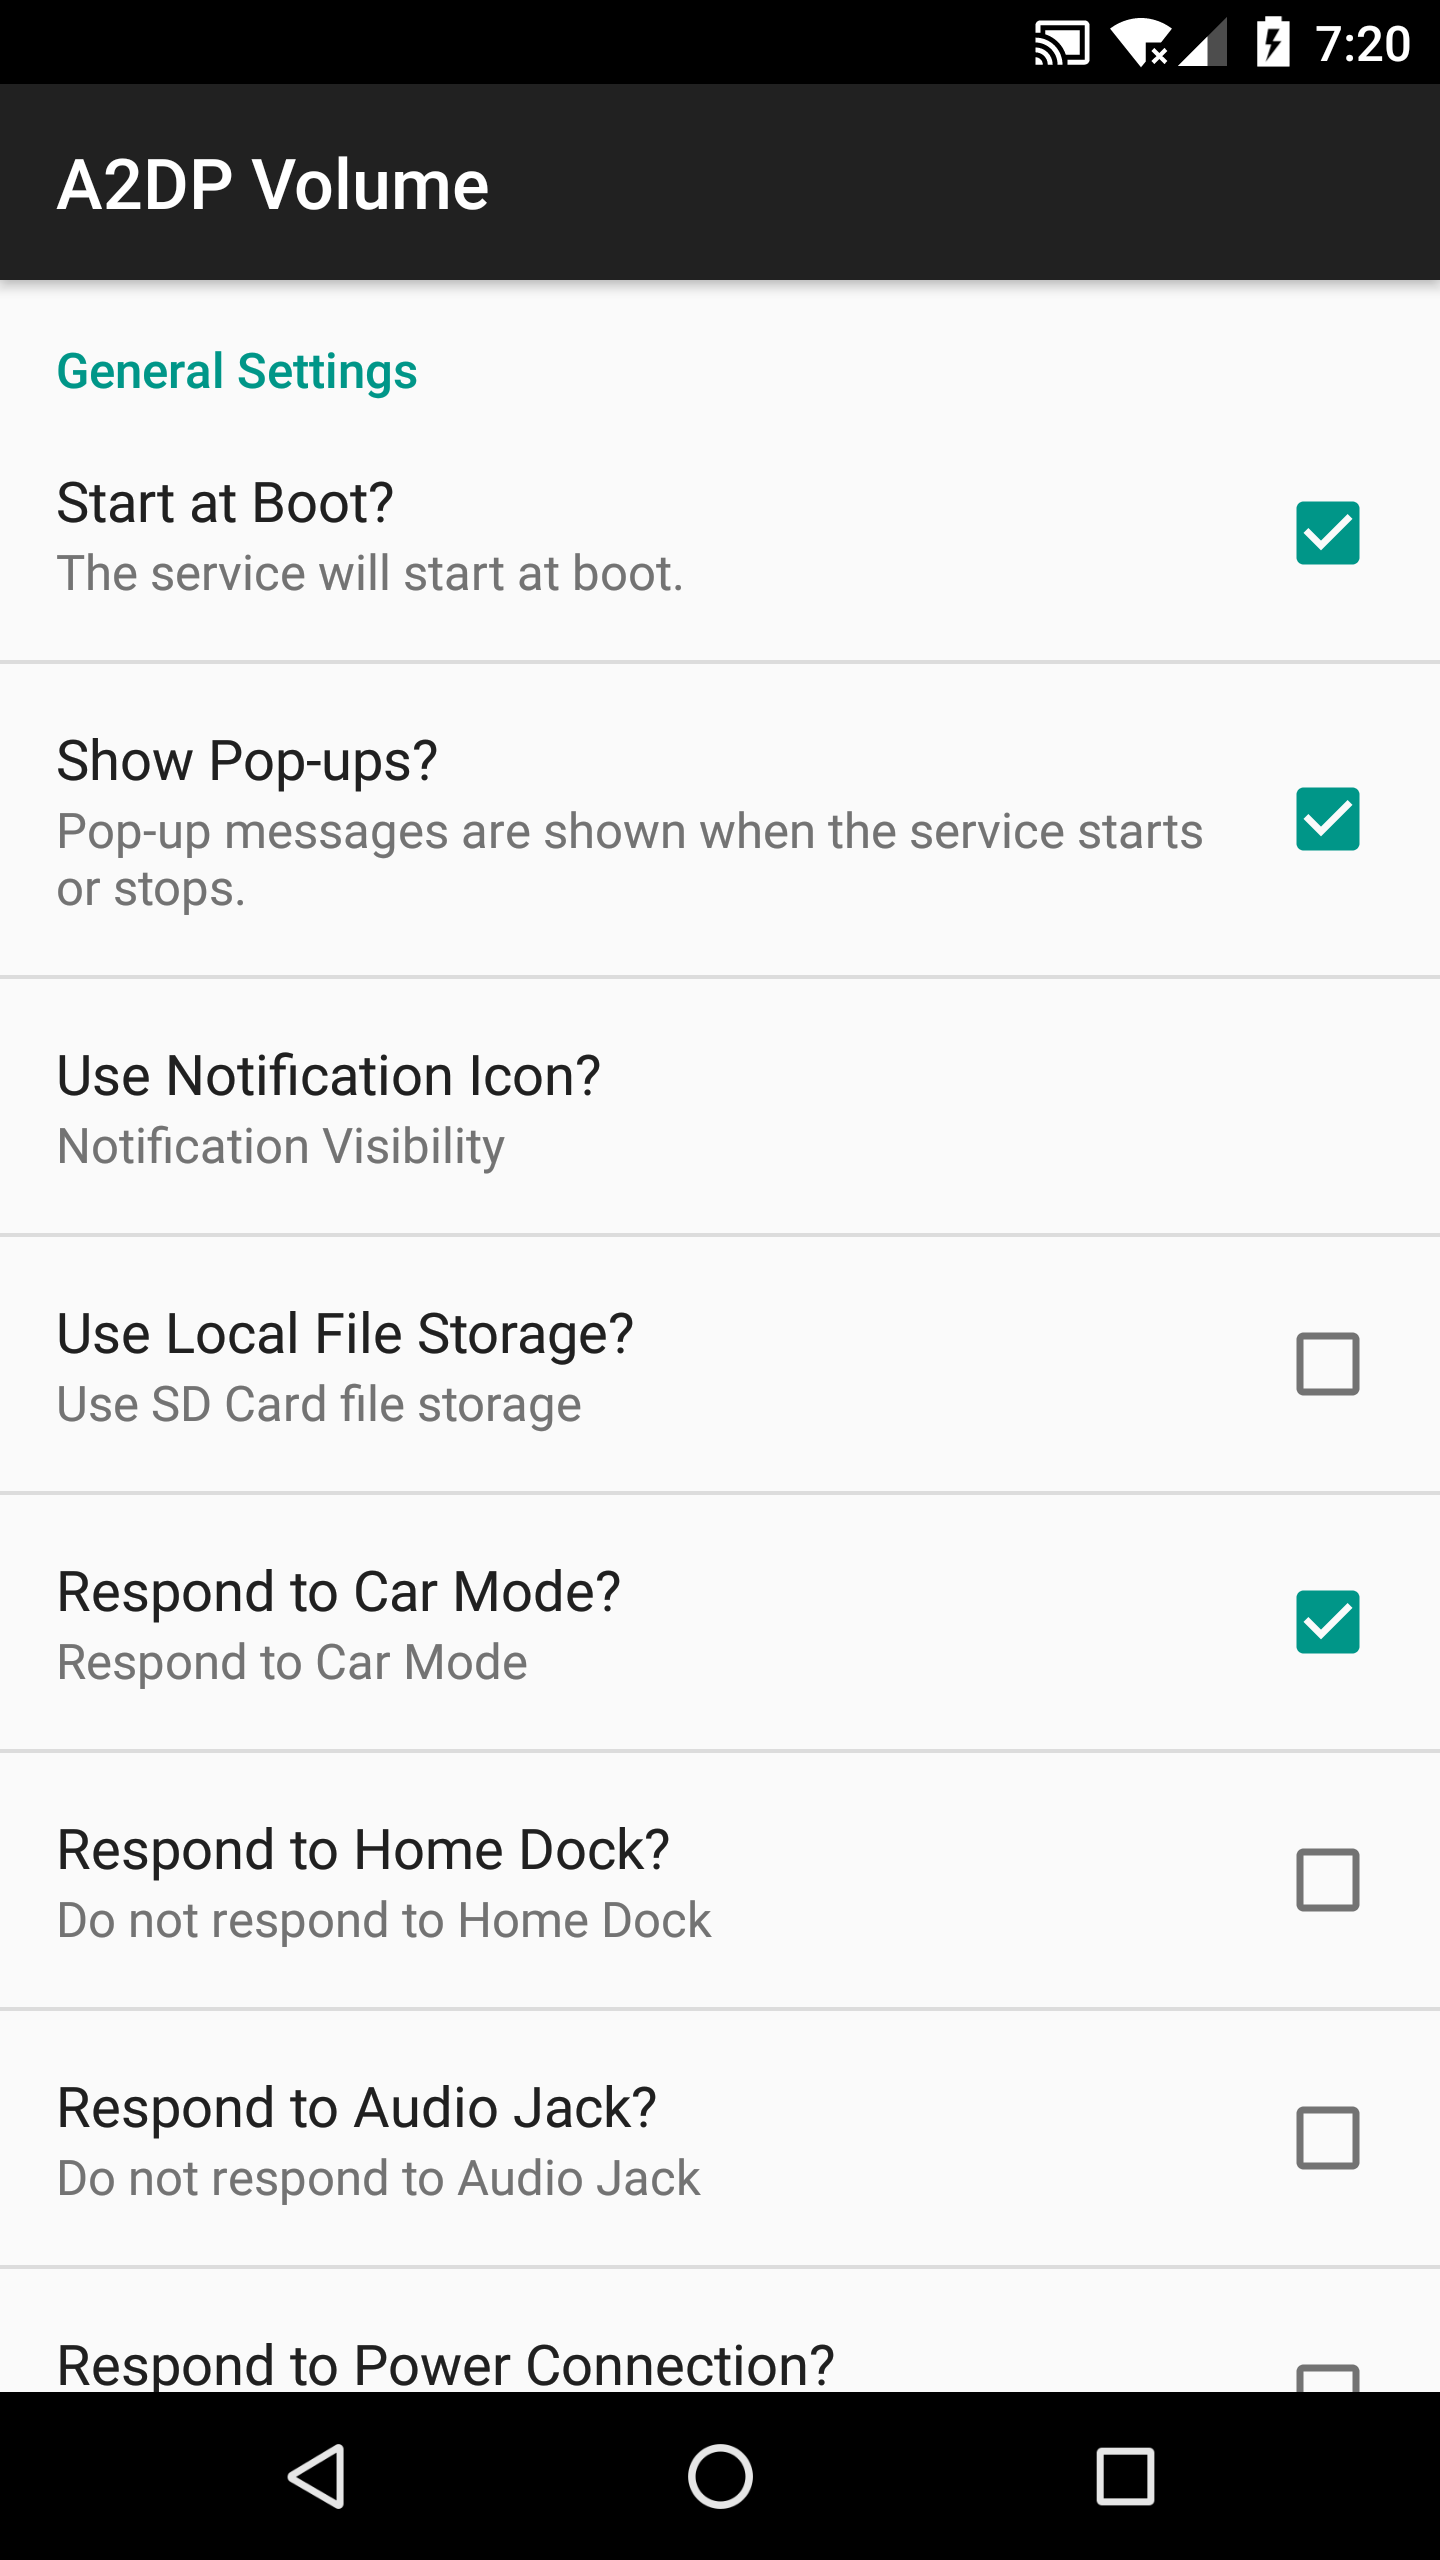 7:20
A2DP Volume
General Settings
Start at Boot?
The service will start at boot.
Show Pop-ups?
Pop-up messages are shown when the service starts
or stops.
Use Notification Icon?
Notification Visibility
Use Local File Storage?
Use SD Card file storage
Respond to Car Mode?
Respond to Car Mode
Respond to Home Dock?
Do not respond to Home Dock
Respond to Audio Jack?
Do not respond to Audio Jack
Respond to Power Connection?